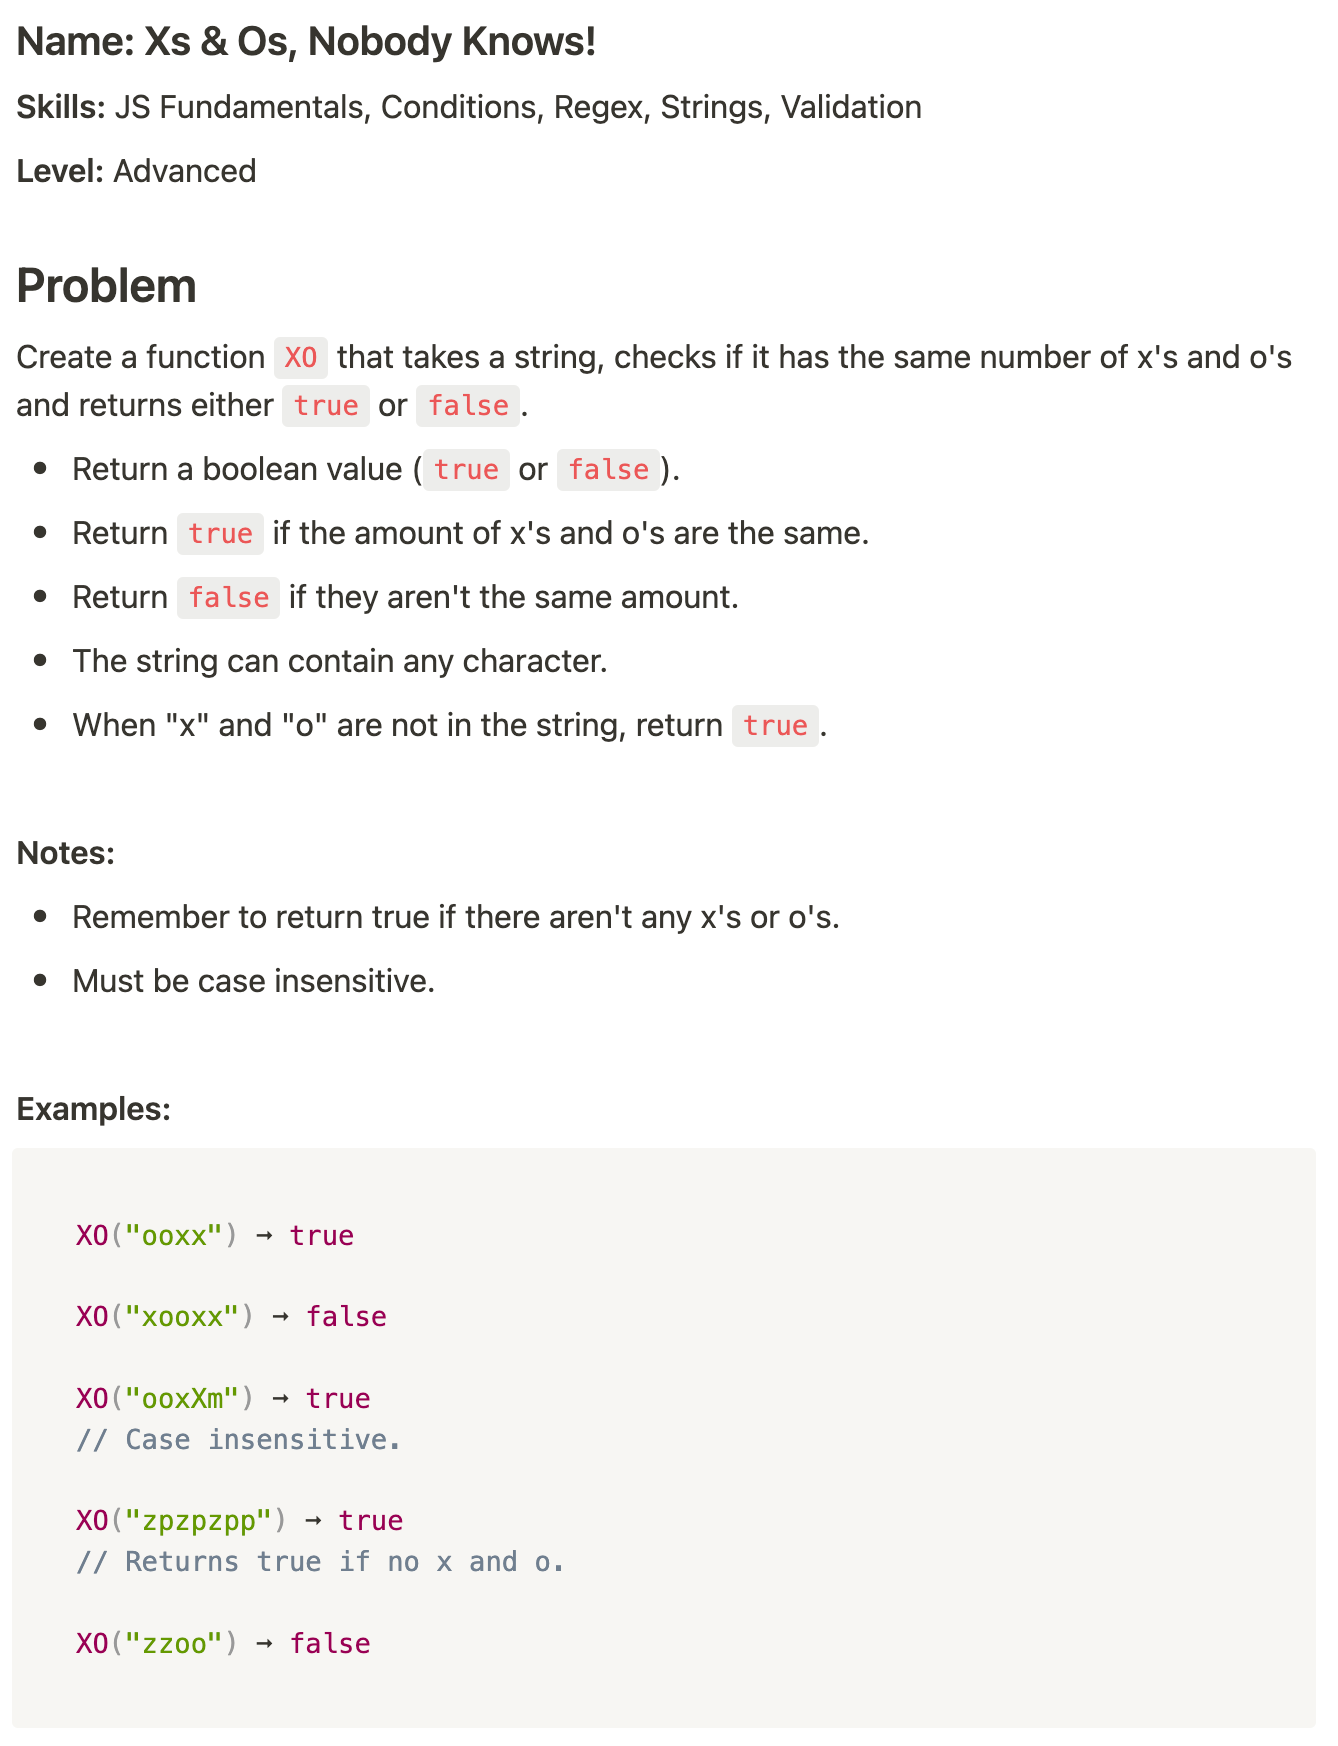 Name: Xs & Os, Nobody Knows!
Skills: JS Fundamentals, Conditions, Regex, Strings, Validation
Level: Advanced
Problem
Create a function XO that takes a string, checks if it has the same number of x's and o's
and returns either true or false.
• Return a boolean value (true or false).
• Return true if the amount of x's and o's are the same.
• Return false if they aren't the same amount.
• The string can contain any character.
• When "x" and "o" are not in the string, return true.
Notes:
• Remember to return true if there aren't any x's or o's.
• Must be case insensitive.
Examples:
XO("ooxx") → true
XO("xooxx") → false
XO("ooxXm") → true
// Case insensitive.
XO("zpzpzpp") → true
// Returns true if no x and o.
XO("zzoo") → false